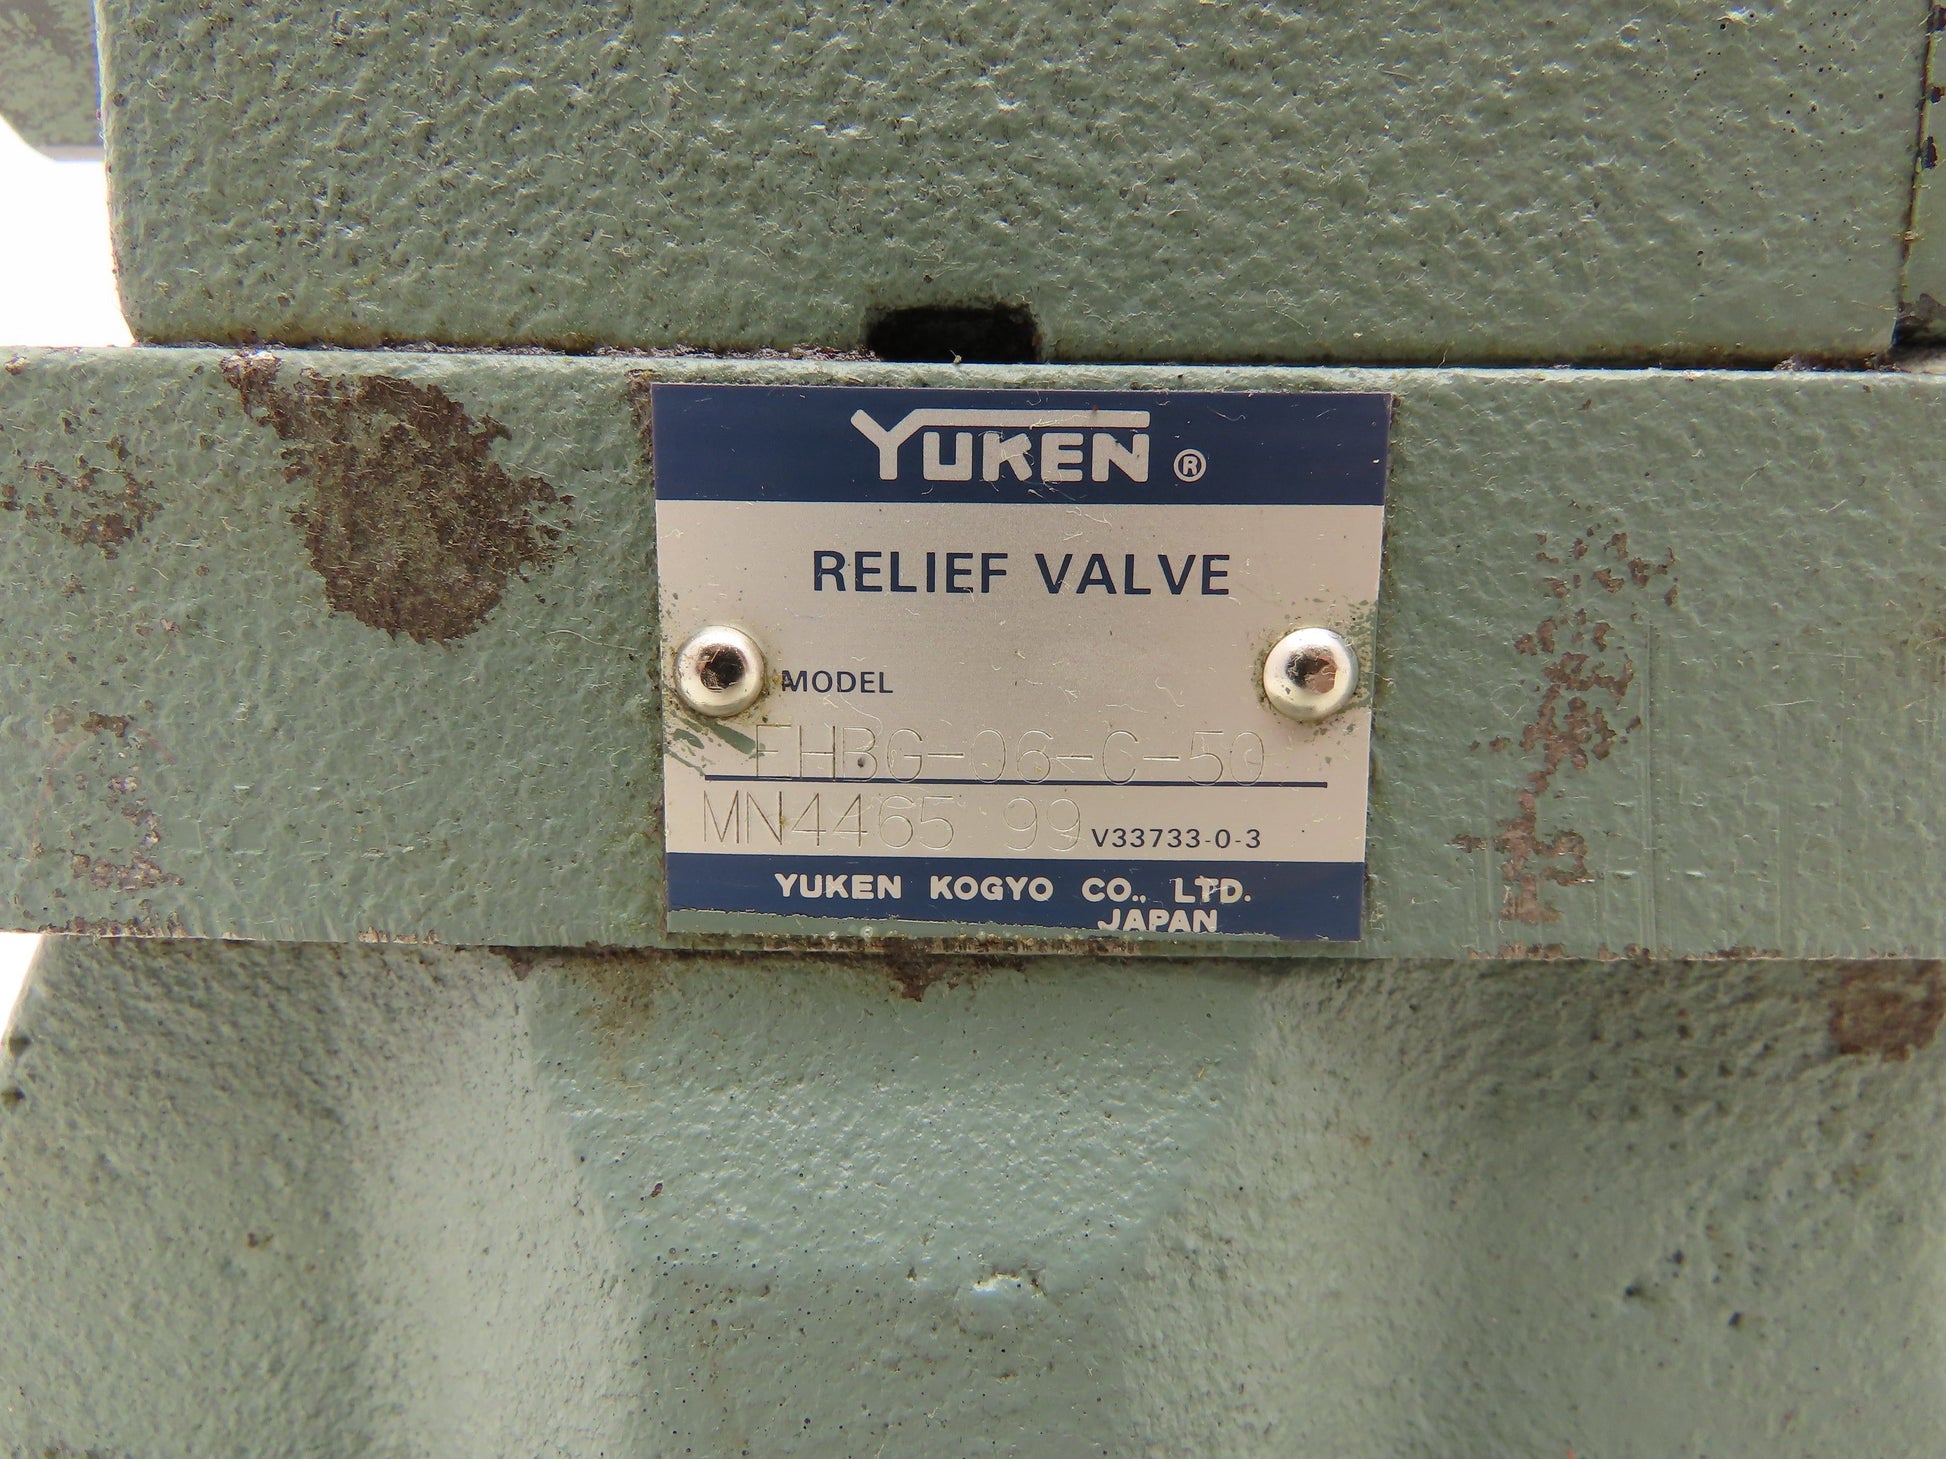 YUKEN ®
RELIEF VALVE
MODEL
EHBG-06-C-50
MN4465 99 V33733-0-3
YUKEN KOGYO CO., LTD.
JAPAN